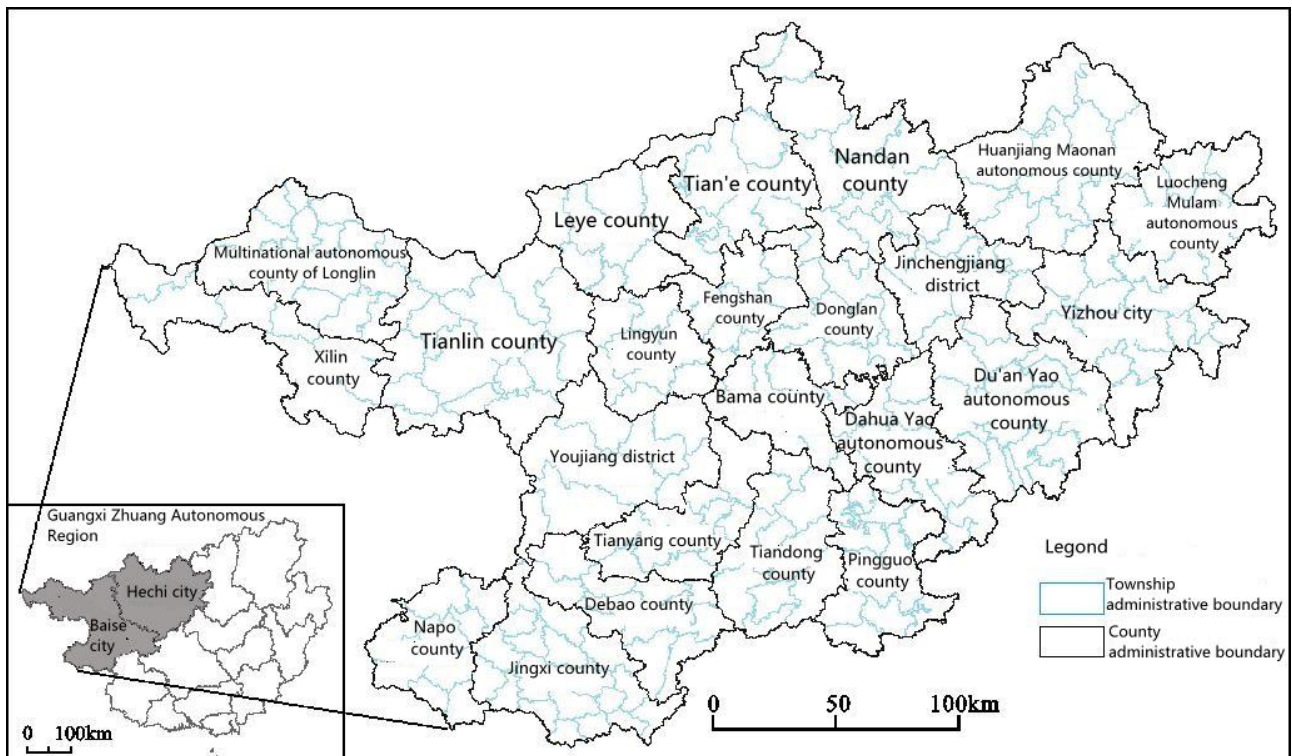 Nandan
county
Huanjiang Maonan
autonomous county
Luocheng
Mulam
autonomous
county
Tian'e county
Leye county
Multinational autonomous
county of Longlin
Jinchengjiang
district
Fengshan
county
Donglan
county
Yizhou city
Tianlin county
Lingyun
county
Xilin
county
Bama county
Du'an Yao
autonomous
county
Dahua Yao
autonomous
county
Youjiang district
Tianyang county
Tiandong
county
Pingguo
county
Debao county
Napo
county
Jingxi county
Guangxi Zhuang Autonomous
Region
Hechi city
Baise
city
0 100km
0 50 100km
Legond
Township
administrative boundary
County
administrative boundary